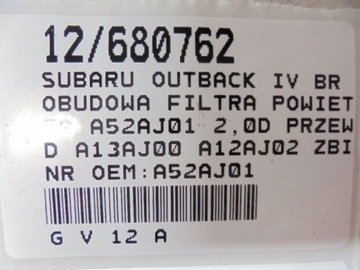 12/680762
SUBARU OUTBACK IV BR
OBUDOWA FILTRA POWIET
A52AJ01 2,0D PRZEW
D A13AJ00 A12AJ02 ZBI
NR OEM:A52AJ01
G V 12 A